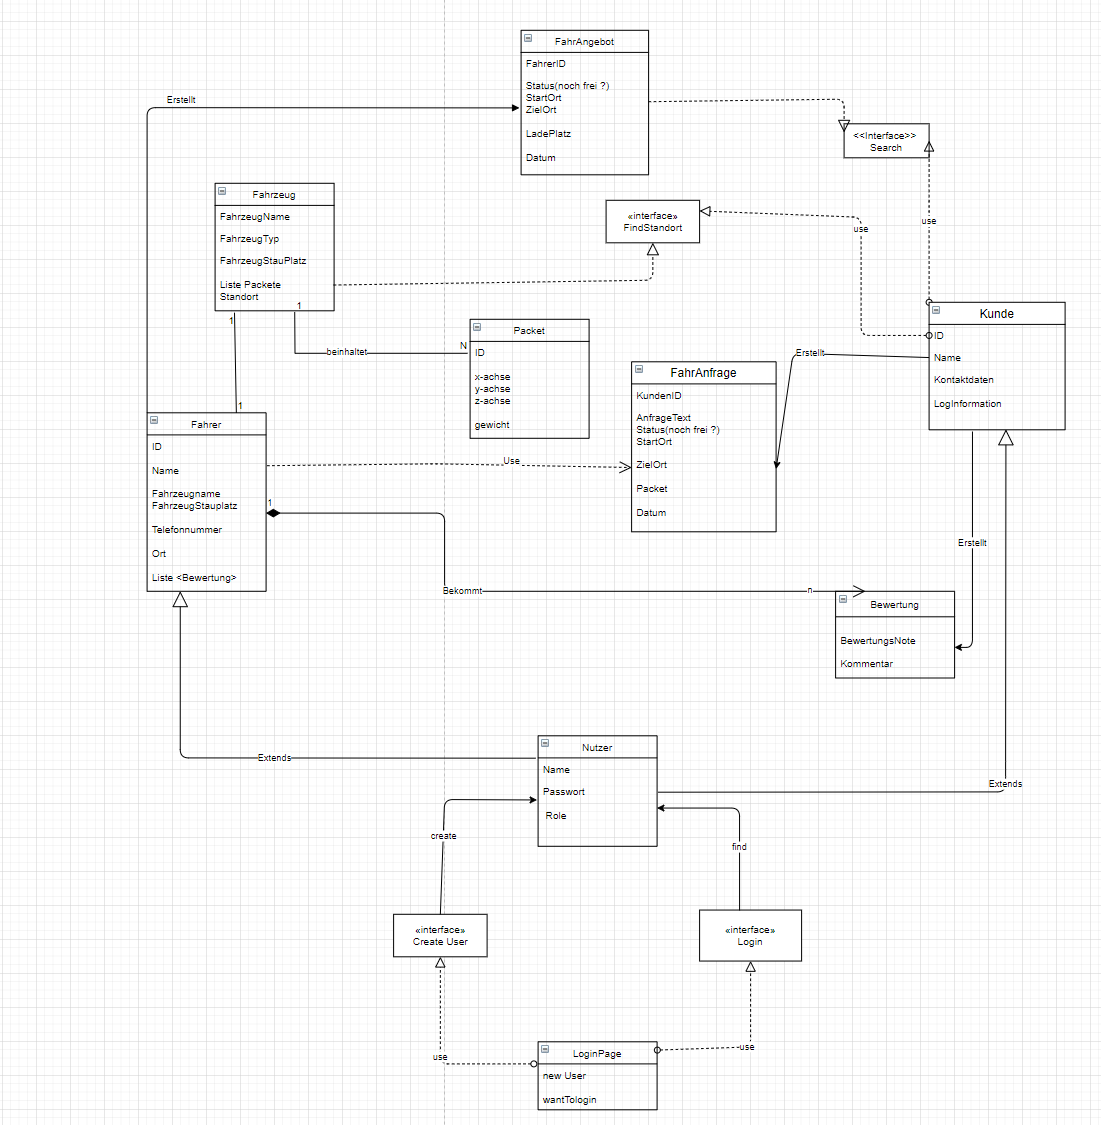 FahrAngebot
FahrerID
Status(noch frei ?)
StartOrt
ZielOrt
LadePlatz
Datum
Erstellt
<<Interface>>
Search
Fahrzeug
FahrzeugName
FahrzeugTyp
FahrzeugStauPlatz
Liste Packete
Standort
«interface»
FindStandort
use
use
1
1
Kunde
ID
Name
Kontaktdaten
LogInformation
Packet
ID
x-achse
y-achse
z-achse
gewicht
beinhaltet
N
Erstellt
FahrAnfrage
KundenID
AnfrageText
Status(noch frei ?)
StartOrt
ZielOrt
Packet
Datum
1
Fahrer
ID
Name
Fahrzeugname
FahrzeugStauplatz
Telefonnummer
Ort
Liste <Bewertung>
Use
1
Erstellt
Bekommt
n
Bewertung
BewertungsNote
Kommentar
Nutzer
Name
Passwort
Role
Extends
Extends
create
find
«interface»
Create User
«interface»
Login
use
use
LoginPage
new User
wantTologin